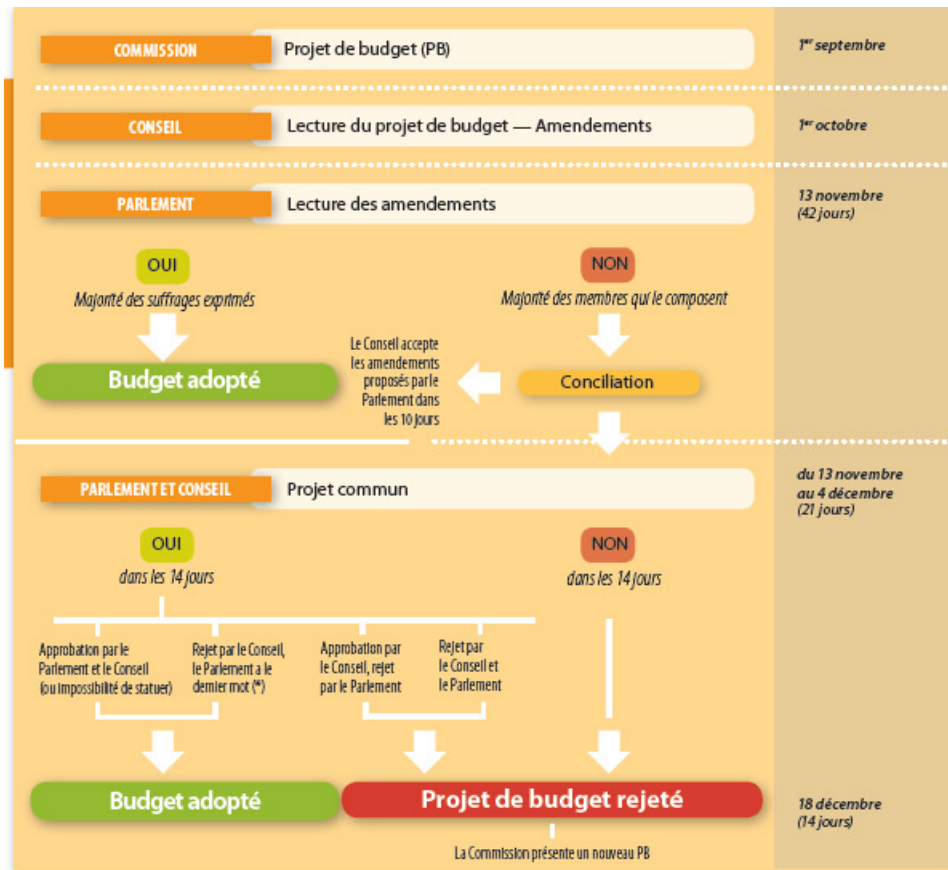 COMMISSION Projet de budget (PB) 1er septembre
CONSEIL Lecture du projet de budget — Amendements 1er octobre
PARLEMENT Lecture des amendements
13 novembre
(42 jours)
OUI
Majorité des suffrages exprimés
NON
Majorité des membres qui le composent
Budget adopté
Le Conseil accepte
les amendements
proposés par le
Parlement dans
les 10 jours
Conciliation
PARLEMENT ET CONSEIL Projet commun
du 13 novembre
au 4 décembre
(21 jours)
OUI
dans les 14 jours
NON
dans les 14 jours
Approbation par le
Parlement et le Conseil
(ou impossibilité de statuer)
Rejet par le Conseil,
le Parlement a le
dernier mot (*)
Approbation par
le Conseil, rejet
par le Parlement
Rejet par
le Conseil et
le Parlement
Budget adopté
Projet de budget rejeté
18 décembre
(14 jours)
La Commission présente un nouveau PB